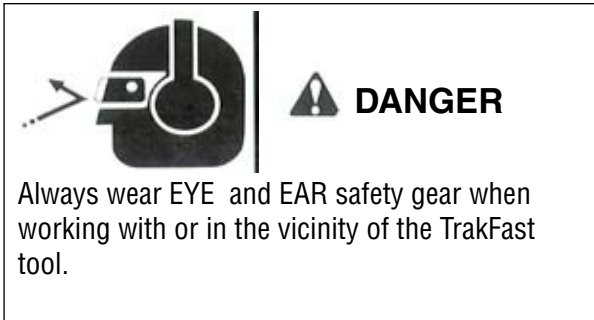 DANGER
Always wear EYE and EAR safety gear when
working with or in the vicinity of the TrakFast
tool.